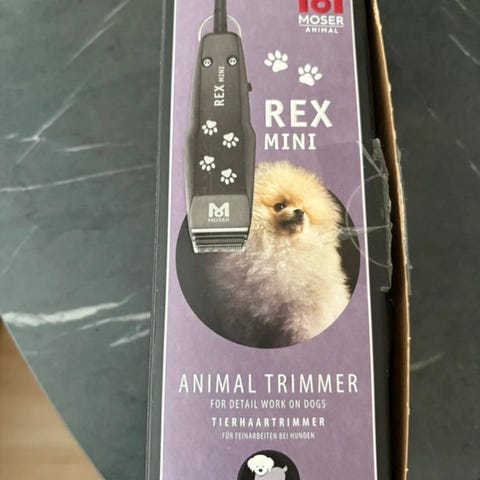 MOSER
ANIMAL
REX MINI
REX
MINI
MOSER
ANIMAL TRIMMER
FOR DETAIL WORK ON DOGS
TIERHAARTRIMMER
FÜR FEINARBEITEN BEI HUNDEN